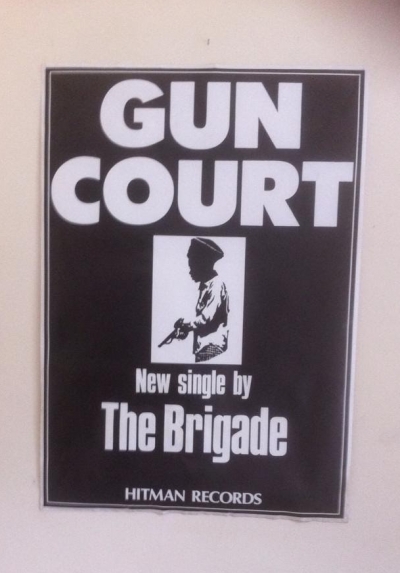 GUN
COURT
New single by
The Brigade
HITMAN RECORDS